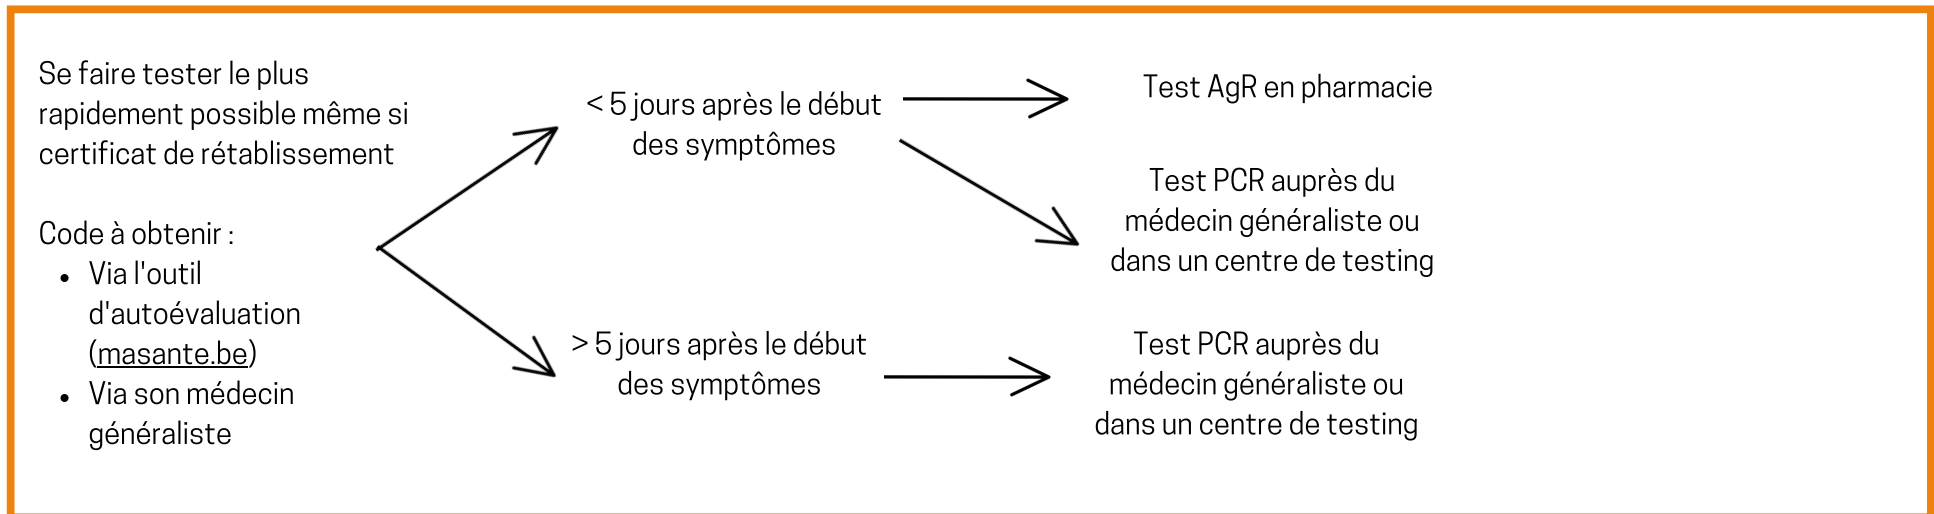 Se faire tester le plus
rapidement possible même si
certificat de rétablissement
Code à obtenir :
• Via l'outil
d'autoévaluation
(masante.be)
• Via son médecin
généraliste
< 5 jours après le début
des symptômes
Test AgR en pharmacie
Test PCR auprès du
médecin généraliste ou
dans un centre de testing
> 5 jours après le début
des symptômes
Test PCR auprès du
médecin généraliste ou
dans un centre de testing